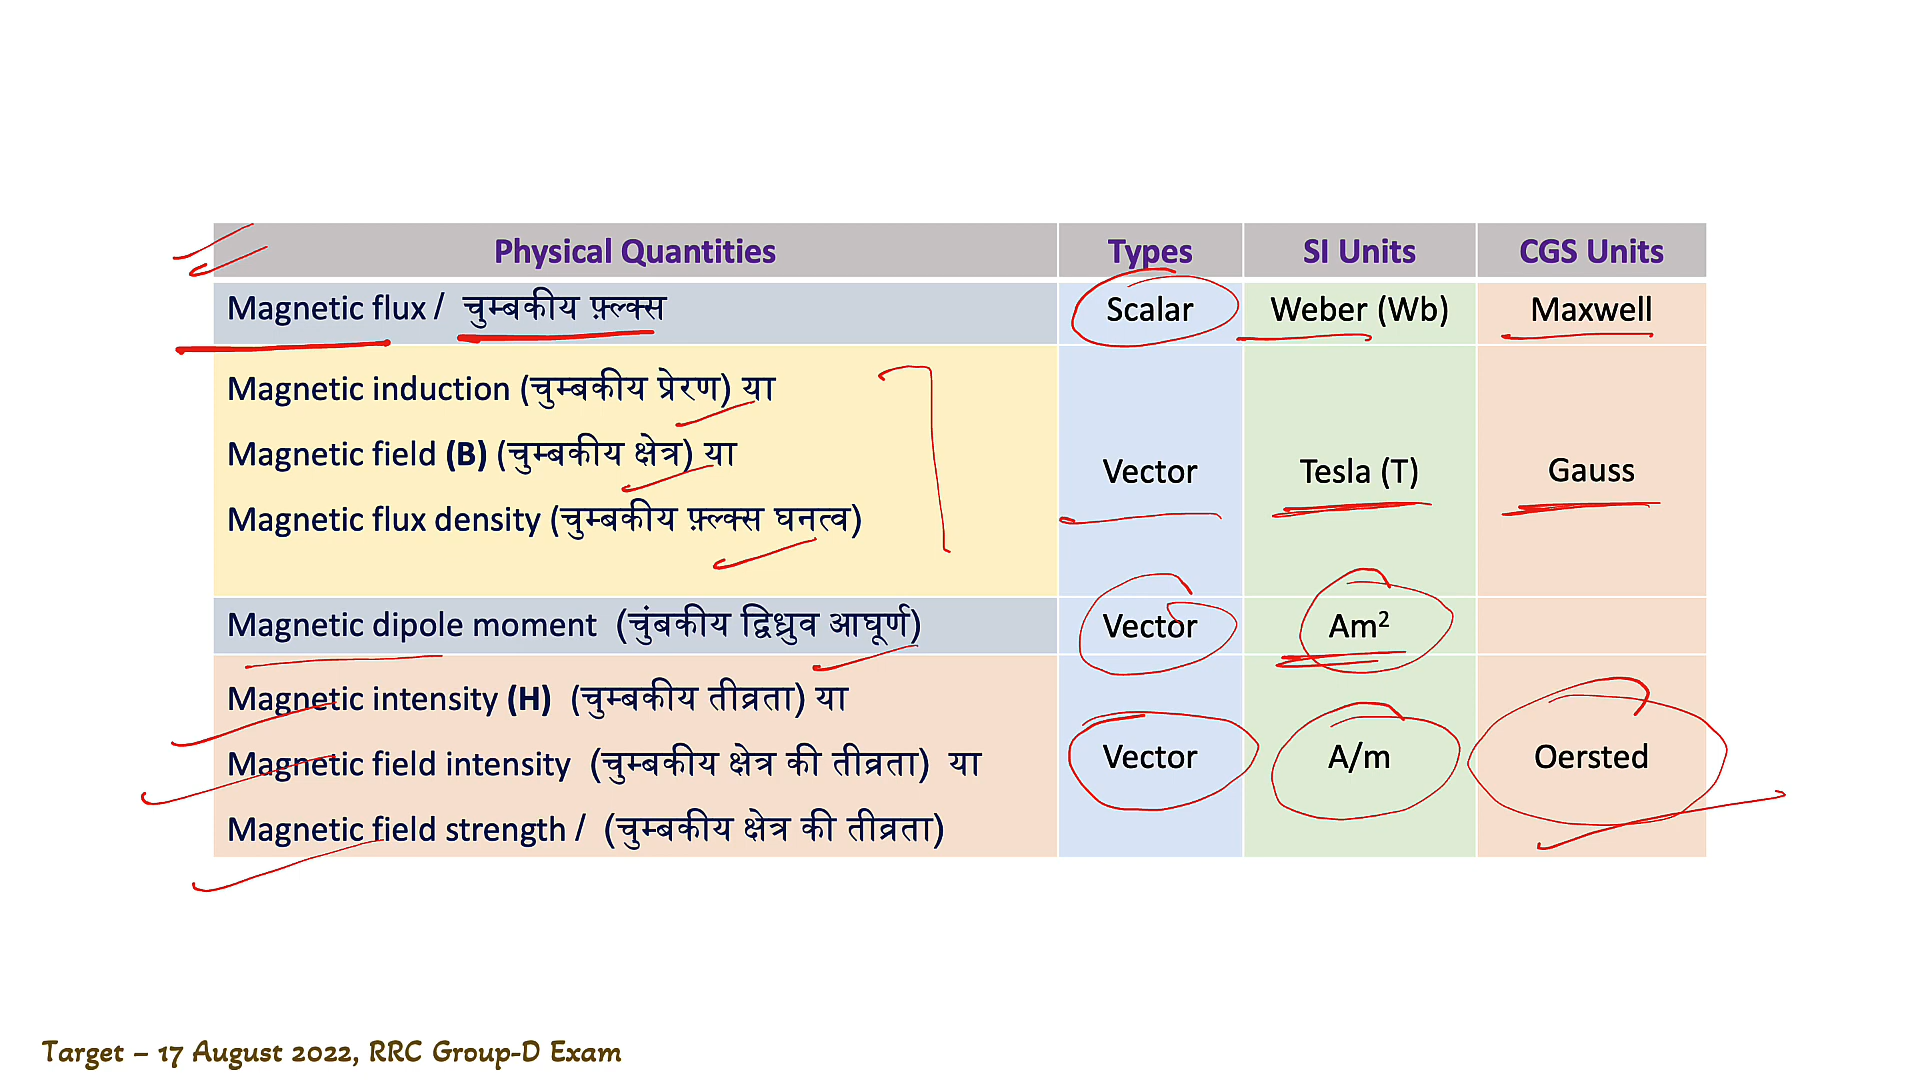 Physical Quantities Types SI Units CGS Units
Magnetic flux / चुम्बकीय फ़्ल्क्स Scalar Weber (Wb) Maxwell
Magnetic induction (चुम्बकीय प्रेरण) या
Magnetic field (B) (चुम्बकीय क्षेत्र) या
Vector Tesla (T) Gauss
Magnetic flux density (चुम्बकीय फ़्ल्क्स घनत्व)
Magnetic dipole moment (चुंबकीय द्विध्रुव आघूर्ण) Vector Am²
Magnetic intensity (H) (चुम्बकीय तीव्रता) या
Magnetic field intensity (चुम्बकीय क्षेत्र की तीव्रता) या Vector A/m Oersted
Magnetic field strength / (चुम्बकीय क्षेत्र की तीव्रता)
Target – 17 August 2022, RRC Group-D Exam